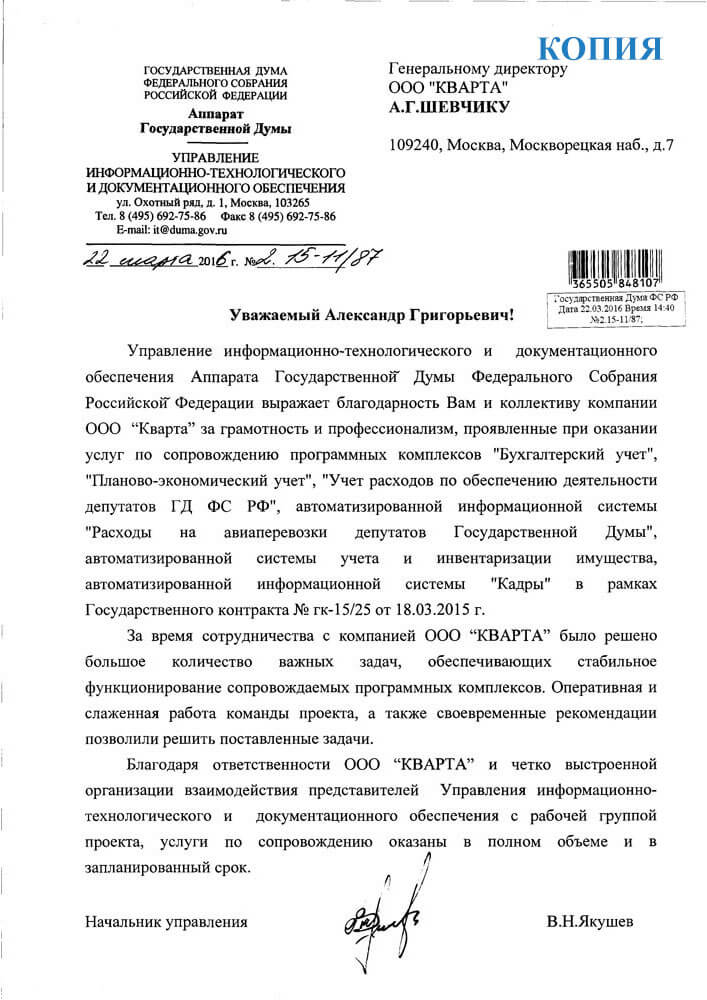 КОПИЯ
ГОСУДАРСТВЕННАЯ ДУМА
ФЕДЕРАЛЬНОГО СОБРАНИЯ
РОССИЙСКОЙ ФЕДЕРАЦИИ
Аппарат
Государственной Думы
УПРАВЛЕНИЕ
ИНФОРМАЦИОННО-ТЕХНОЛОГИЧЕСКОГО
И ДОКУМЕНТАЦИОННОГО ОБЕСПЕЧЕНИЯ
ул. Охотный ряд, д. 1, Москва, 103265
Тел. 8 (495) 692-75-86 Факс 8 (495) 692-75-86
E-mail: it@duma.gov.ru
22 марта 2016 г. № 2. 15-11/87
Генеральному директору
ООО "КВАРТА"
А.Г.ШЕВЧИКУ
109240, Москва, Москворецкая наб., д.7
365505 848107
Государственная Дума ФС РФ
Дата 22.03.2016 Время 14:40
№2.15-11/87;
Уважаемый Александр Григорьевич!
Управление информационно-технологического и документационного
обеспечения Аппарата Государственной Думы Федерального Собрания
Российской Федерации выражает благодарность Вам и коллективу компании
ООО “Кварта” за грамотность и профессионализм, проявленные при оказании
услуг по сопровождению программных комплексов "Бухгалтерский учет",
"Планово-экономический учет", "Учет расходов по обеспечению деятельности
депутатов ГД ФС РФ", автоматизированной информационной системы
"Расходы на авиаперевозки депутатов Государственной Думы",
автоматизированной системы учета и инвентаризации имущества,
автоматизированной информационной системы "Кадры" в рамках
Государственного контракта № гк-15/25 от 18.03.2015 г.
За время сотрудничества с компанией ООО “КВАРТА” было решено
большое количество важных задач, обеспечивающих стабильное
функционирование сопровождаемых программных комплексов. Оперативная и
слаженная работа команды проекта, а также своевременные рекомендации
позволили решить поставленные задачи.
Благодаря ответственности ООО “КВАРТА” и четко выстроенной
организации взаимодействия представителей Управления информационно-
технологического и документационного обеспечения с рабочей группой
проекта, услуги по сопровождению оказаны в полном объеме и в
запланированный срок.
Начальник управления
В.Н.Якушев